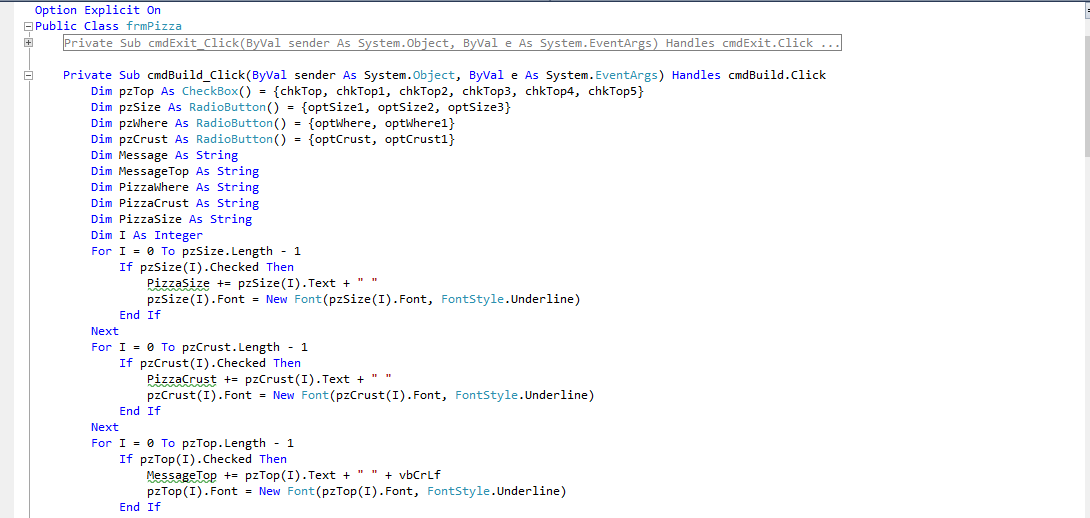 Option Explicit On
Public Class frmPizza
Private Sub cmdExit_Click(ByVal sender As System.Object, ByVal e As System.EventArgs) Handles cmdExit.Click ...
Private Sub cmdBuild_Click(ByVal sender As System.Object, ByVal e As System.EventArgs) Handles cmdBuild.Click
Dim pzTop As CheckBox() = {chkTop, chkTop1, chkTop2, chkTop3, chkTop4, chkTop5}
Dim pzSize As RadioButton() = {optSize1, optSize2, optSize3}
Dim pzWhere As RadioButton() = {optWhere, optWhere1}
Dim pzCrust As RadioButton() = {optCrust, optCrust1}
Dim Message As String
Dim MessageTop As String
Dim PizzaWhere As String
Dim PizzaCrust As String
Dim PizzaSize As String
Dim I As Integer
For I = 0 To pzSize.Length - 1
If pzSize(I).Checked Then
PizzaSize += pzSize(I).Text + " "
pzSize(I).Font = New Font(pzSize(I).Font, FontStyle.Underline)
End If
Next
For I = 0 To pzCrust.Length - 1
If pzCrust(I).Checked Then
PizzaCrust += pzCrust(I).Text + " "
pzCrust(I).Font = New Font(pzCrust(I).Font, FontStyle.Underline)
End If
Next
For I = 0 To pzTop.Length - 1
If pzTop(I).Checked Then
MessageTop += pzTop(I).Text + " " + vbCrLf
pzTop(I).Font = New Font(pzTop(I).Font, FontStyle.Underline)
End If